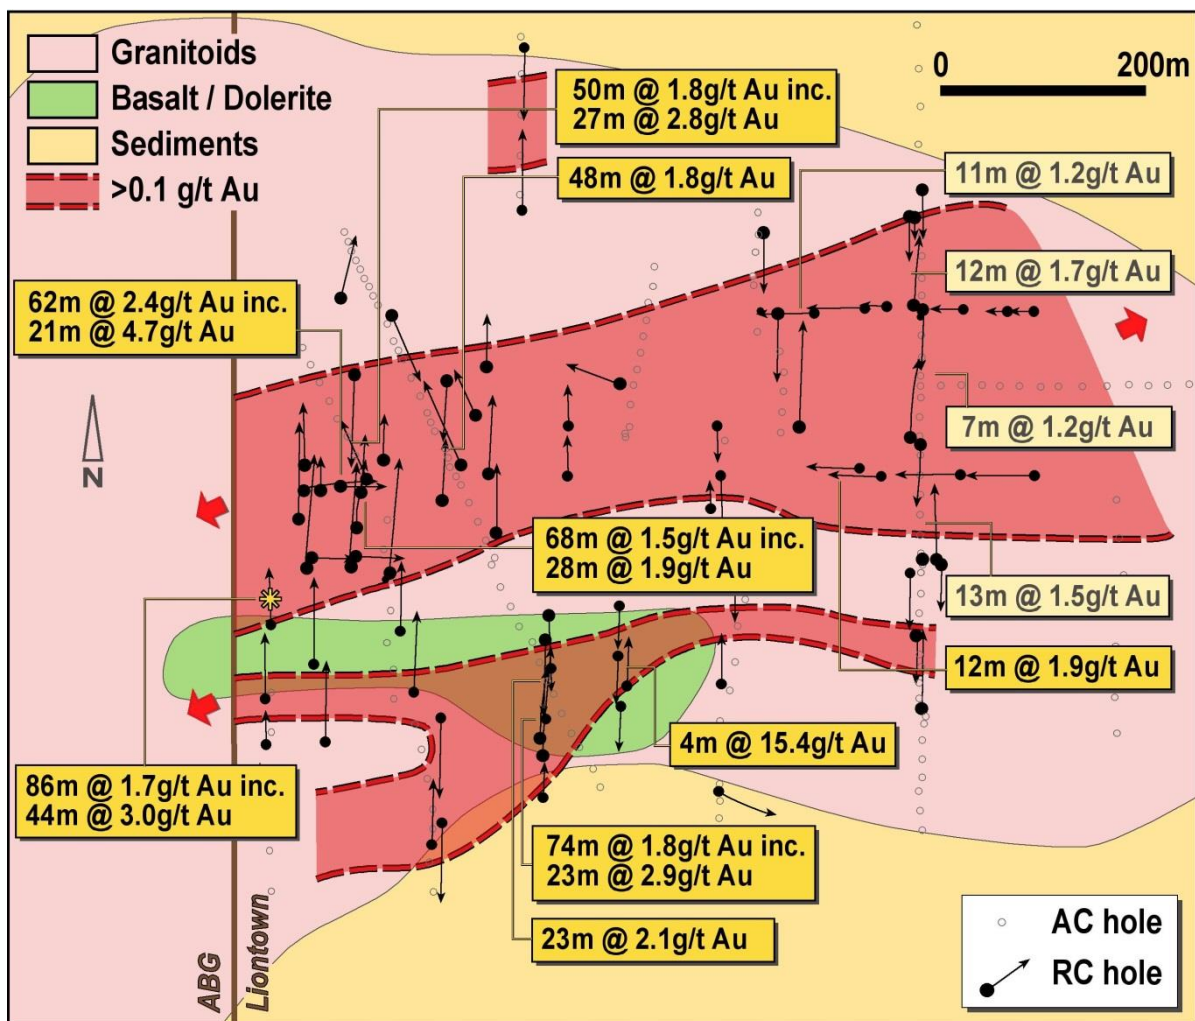 Granitoids
Basalt / Dolerite
Sediments
>0.1 g/t Au
0 200m
50m @ 1.8g/t Au inc.
27m @ 2.8g/t Au
48m @ 1.8g/t Au
11m @ 1.2g/t Au
12m @ 1.7g/t Au
62m @ 2.4g/t Au inc.
21m @ 4.7g/t Au
7m @ 1.2g/t Au
N
68m @ 1.5g/t Au inc.
28m @ 1.9g/t Au
13m @ 1.5g/t Au
12m @ 1.9g/t Au
4m @ 15.4g/t Au
86m @ 1.7g/t Au inc.
44m @ 3.0g/t Au
74m @ 1.8g/t Au inc.
23m @ 2.9g/t Au
23m @ 2.1g/t Au
ABG
Liontown
AC hole
RC hole